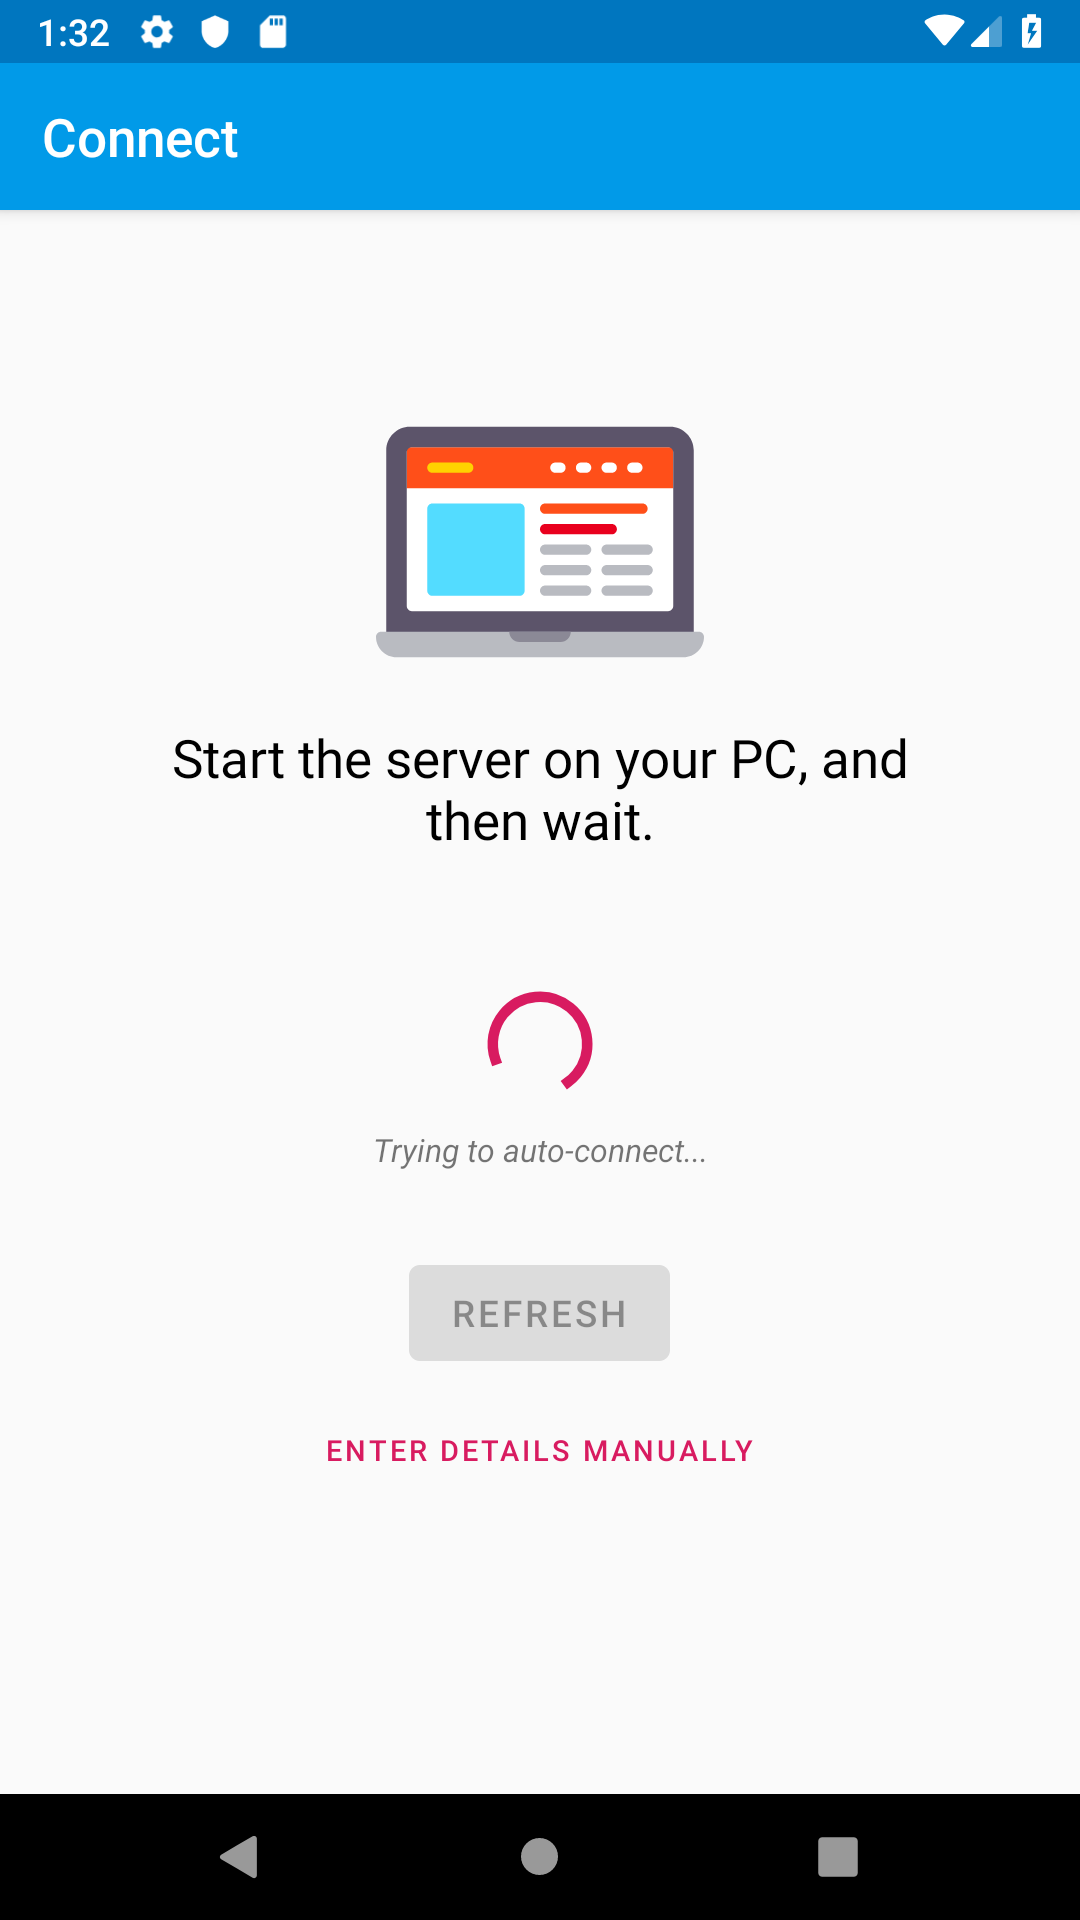 1:32
Connect
Start the server on your PC, and
then wait.
Trying to auto-connect...
REFRESH
ENTER DETAILS MANUALLY